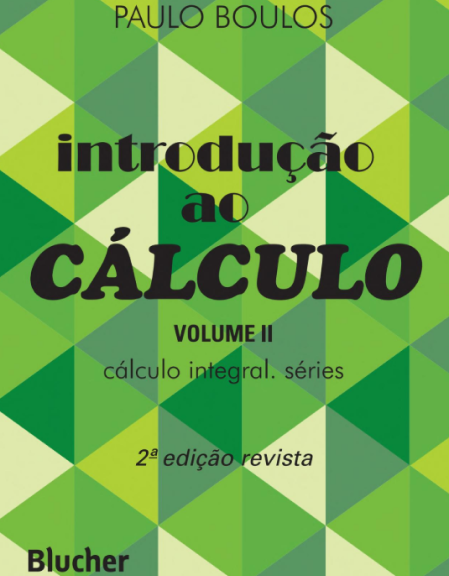 PAULO BOULOS
introdução
ao
CÁLCULO
VOLUME II
cálculo integral. séries
2ª edição revista
Blucher